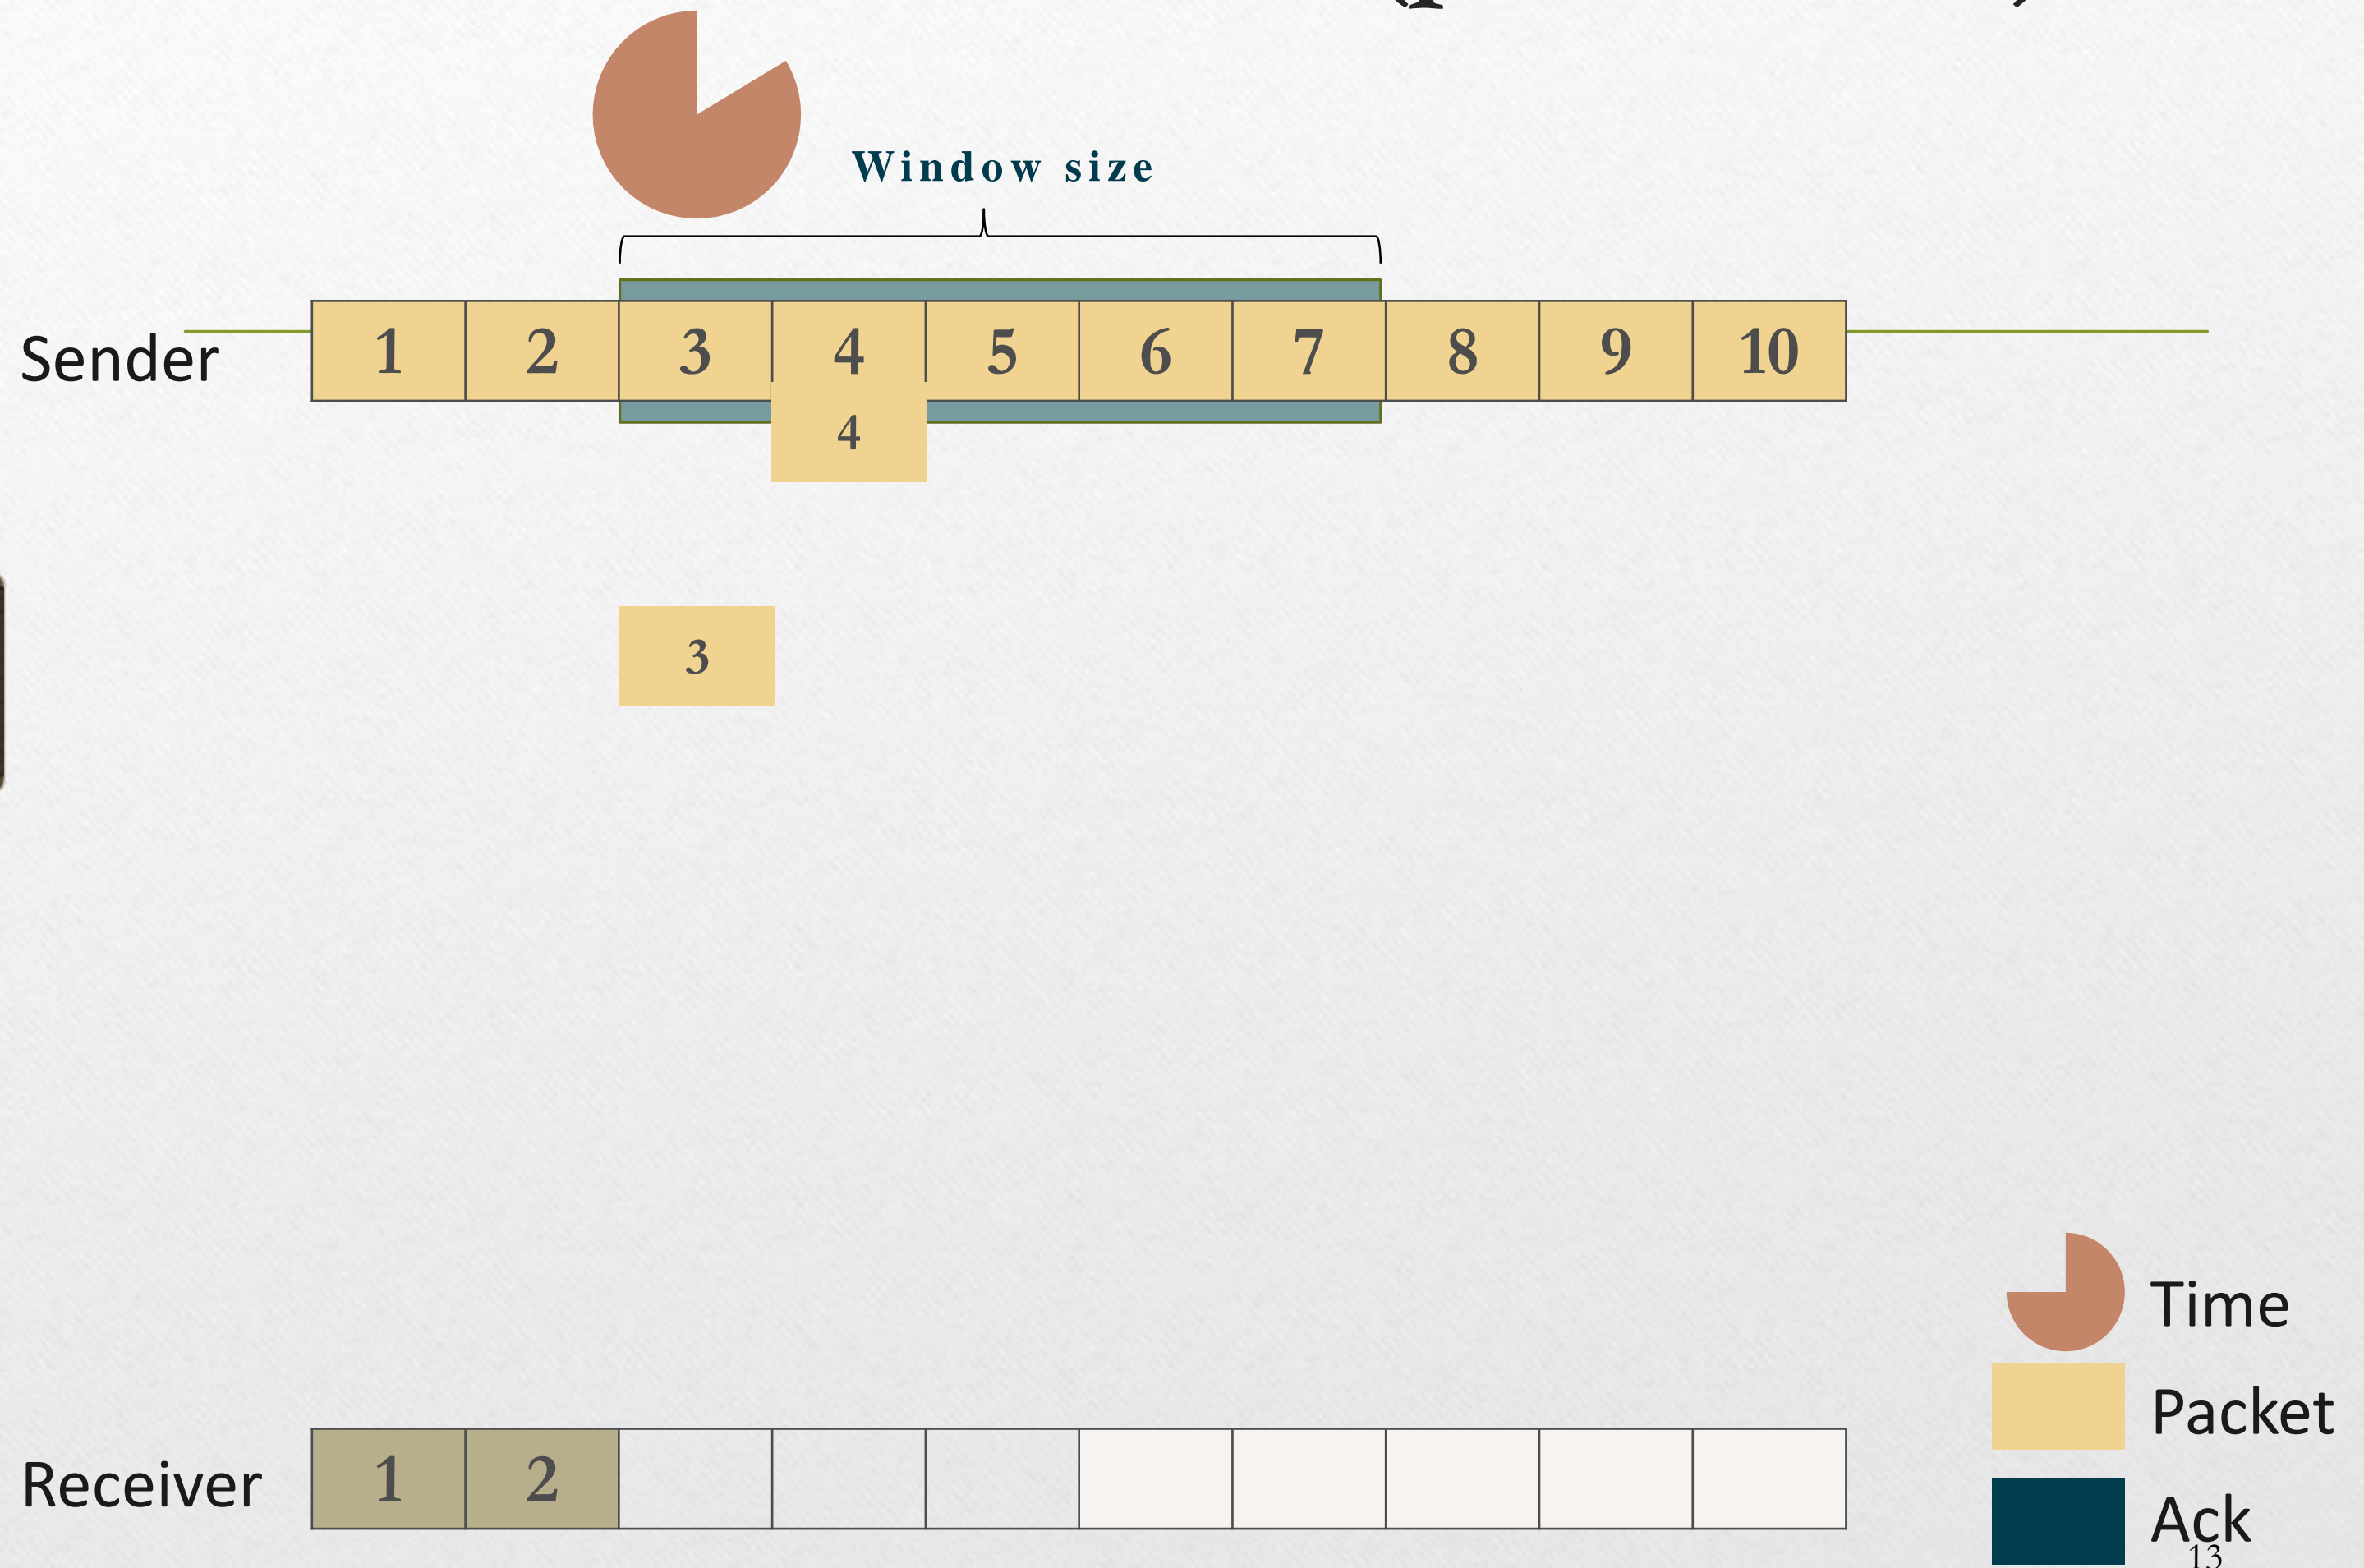 Window size
Sender 1 2 3 4 5 6 7 8 9 10
4
3
Time
Packet
Receiver 1 2
Ack
13